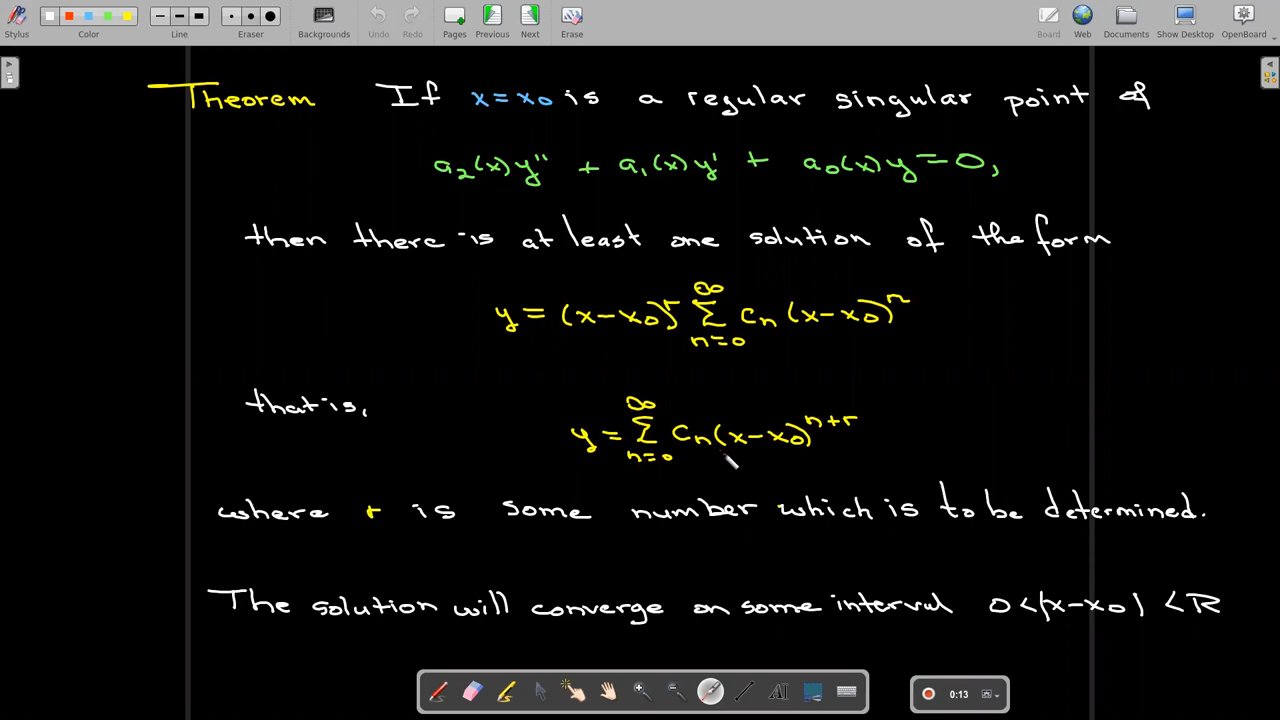 Stylus Color Line Eraser Backgrounds Undo Redo Pages Previous Next Erase Board Web Documents Show Desktop OpenBoard
Theorem If x = x₀ is a regular singular point of
a₂(x)y'' + a₁(x)y' + a₀(x)y = 0,
then there is at least one solution of the form
y = (x-x₀)^r ∑_{n=0}^{∞} cₙ (x-x₀)^n
that is,
y = ∑_{n=0}^{∞} cₙ(x-x₀)^{n+r}
where r is some number which is to be determined.
The solution will converge on some interval 0<|x-x₀|<R
0:13